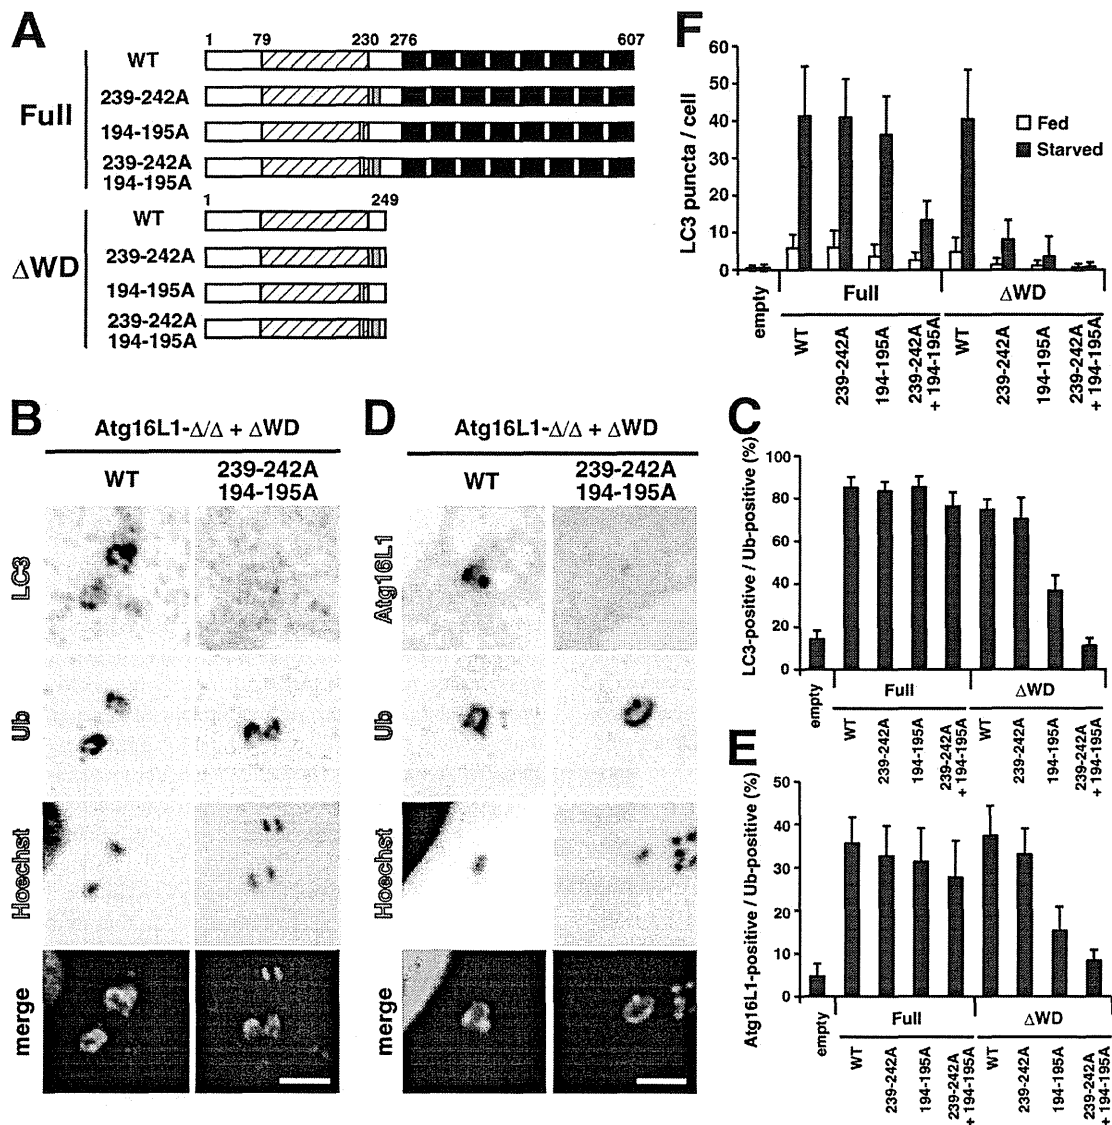 A
1 79 230 276 607
Full
WT
239-242A
194-195A
239-242A
194-195A
1 249
ΔWD
WT
239-242A
194-195A
239-242A
194-195A
F
LC3 puncta / cell
60
50
40
30
20
10
0
Fed
Starved
empty
Full
ΔWD
WT
239-242A
194-195A
239-242A
+ 194-195A
WT
239-242A
194-195A
239-242A
+ 194-195A
B
Atg16L1-Δ/Δ + ΔWD
WT
239-242A
194-195A
LC3
Ub
Hoechst
merge
D
Atg16L1-Δ/Δ + ΔWD
WT
239-242A
194-195A
Atg16L1
Ub
Hoechst
merge
C
LC3-positive / Ub-positive (%)
100
80
60
40
20
0
empty
Full
ΔWD
WT
239-242A
194-195A
239-242A
+ 194-195A
WT
239-242A
194-195A
239-242A
+ 194-195A
E
Atg16L1-positive / Ub-positive (%)
50
40
30
20
10
0
empty
Full
ΔWD
WT
239-242A
194-195A
239-242A
+ 194-195A
WT
239-242A
194-195A
239-242A
+ 194-195A